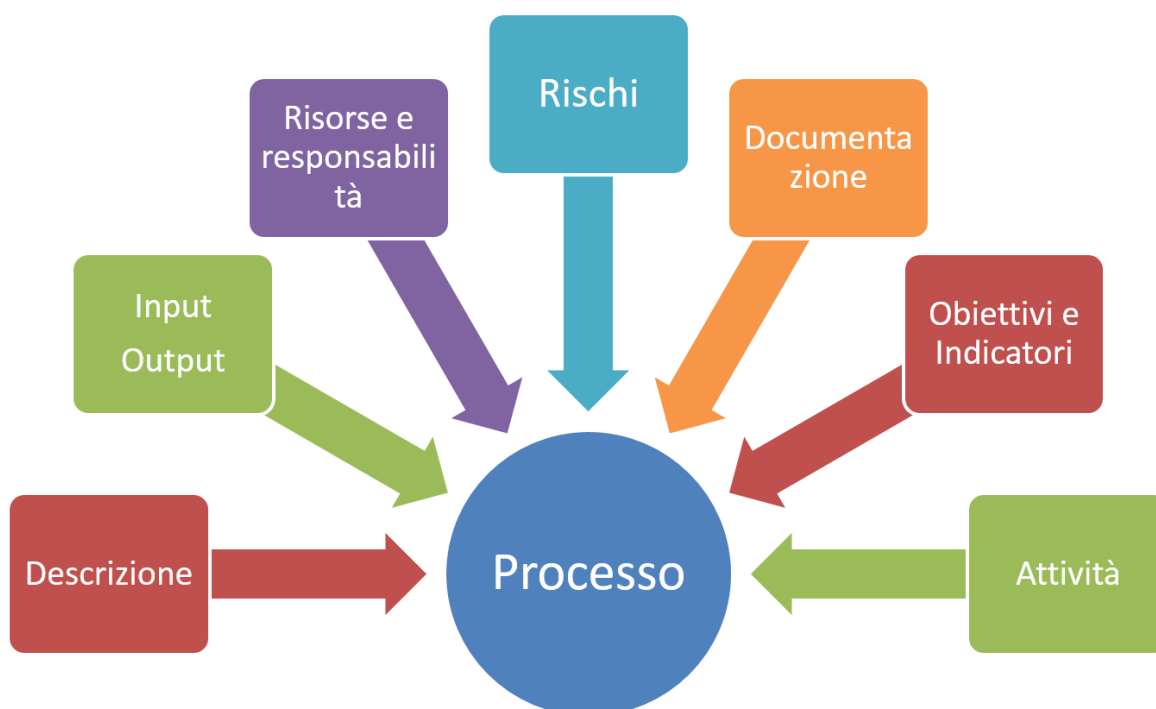 Rischi
Risorse e
responsabili
tà
Documenta
zione
Input
Output
Obiettivi e
Indicatori
Descrizione
Processo
Attività